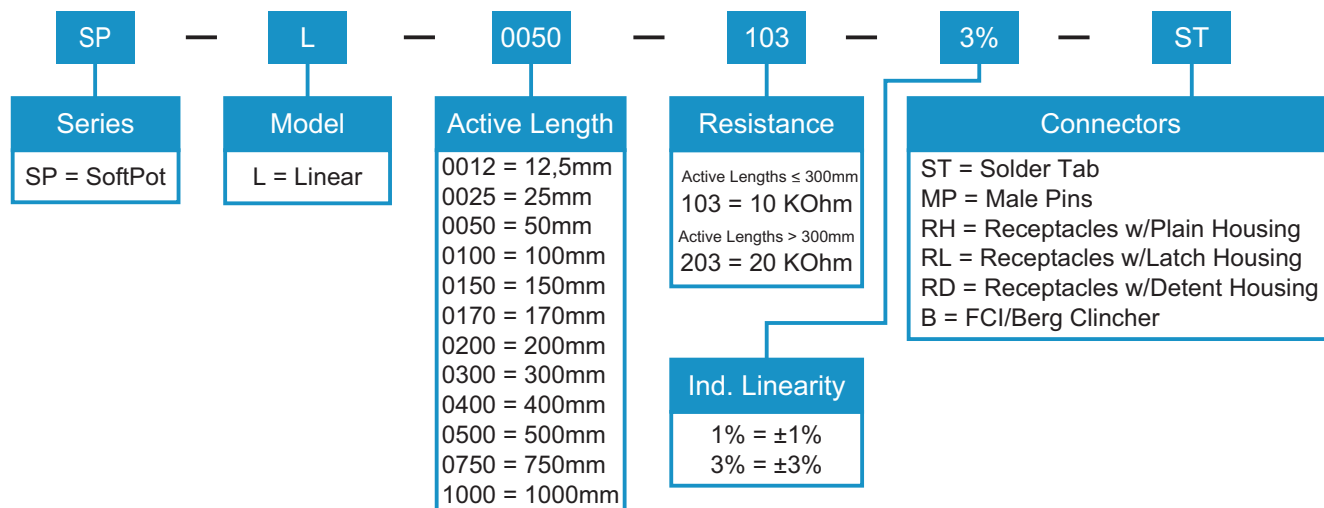 SP — L — 0050 — 103 — 3% — ST
Series
SP = SoftPot
Model
L = Linear
Active Length
0012 = 12,5mm
0025 = 25mm
0050 = 50mm
0100 = 100mm
0150 = 150mm
0170 = 170mm
0200 = 200mm
0300 = 300mm
0400 = 400mm
0500 = 500mm
0750 = 750mm
1000 = 1000mm
Resistance
Active Lengths ≤ 300mm
103 = 10 KOhm
Active Lengths > 300mm
203 = 20 KOhm
Ind. Linearity
1% = ±1%
3% = ±3%
Connectors
ST = Solder Tab
MP = Male Pins
RH = Receptacles w/Plain Housing
RL = Receptacles w/Latch Housing
RD = Receptacles w/Detent Housing
B = FCI/Berg Clincher